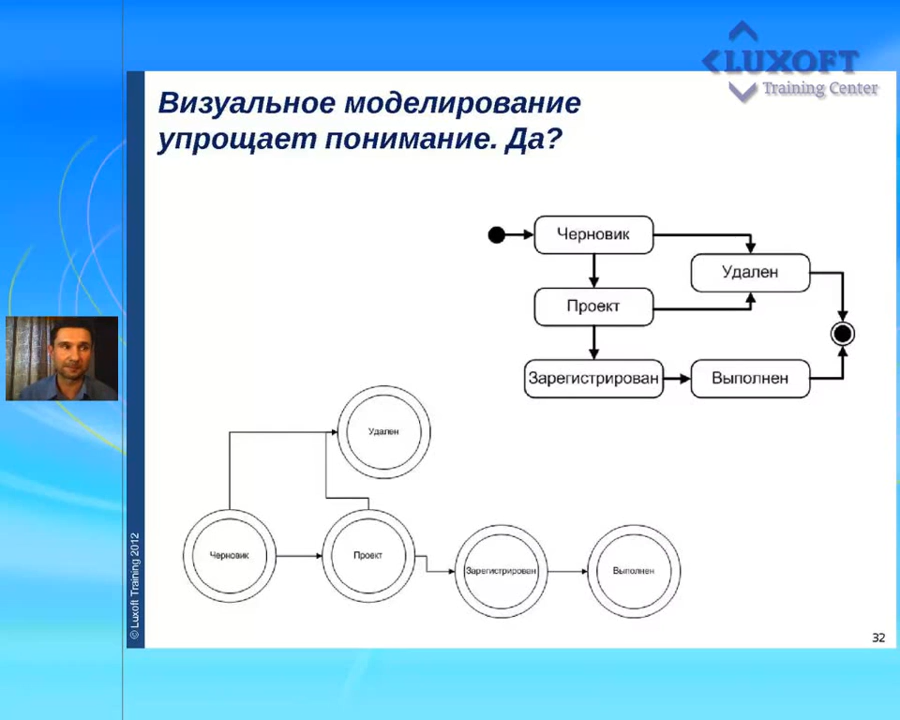 LUXOFT
Training Center
Визуальное моделирование
упрощает понимание. Да?
Черновик
Удален
Проект
Зарегистрирован
Выполнен
Удален
Черновик
Проект
Зарегистрирован
Выполнен
© Luxoft Training 2012
32